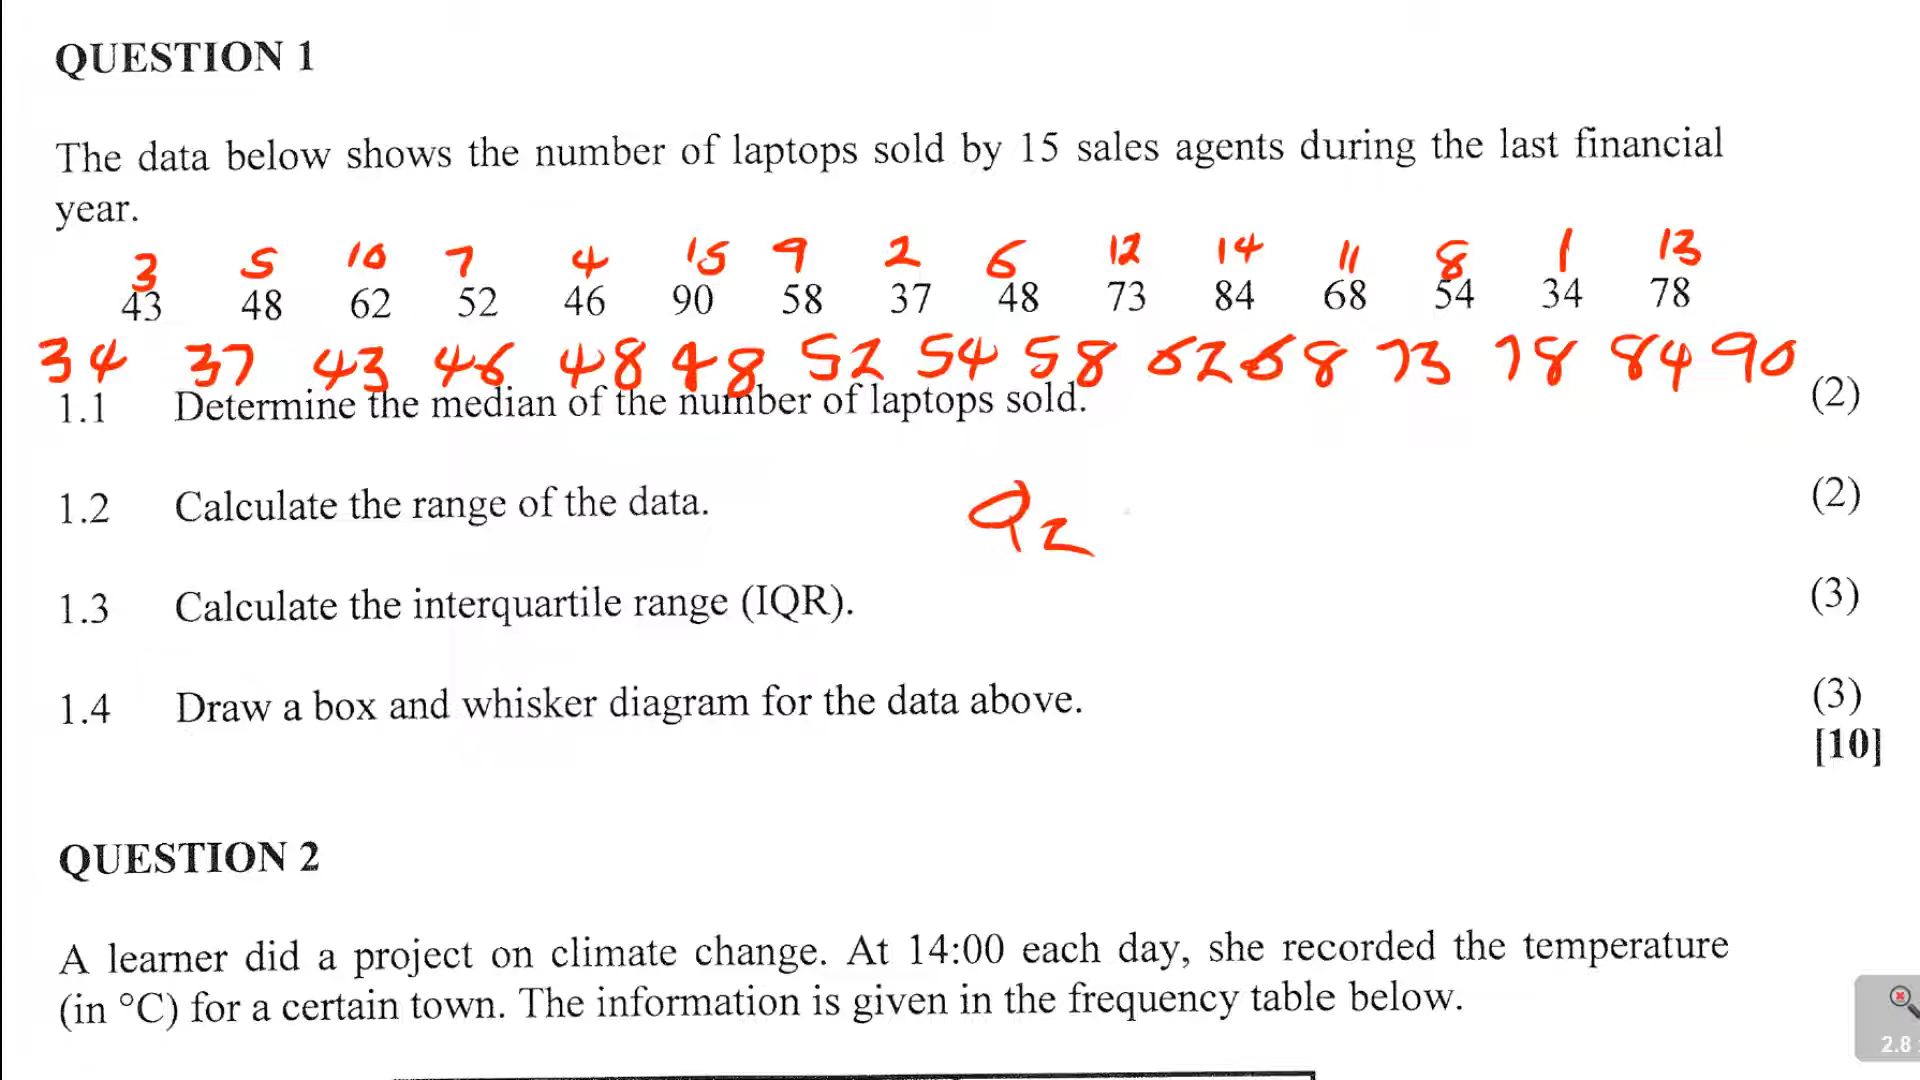 QUESTION 1
The data below shows the number of laptops sold by 15 sales agents during the last financial
year.
3 5 10 7 4 15 9 2 6 12 14 11 8 1 13
43 48 62 52 46 90 58 37 48 73 84 68 54 34 78
34 37 43 46 48 48 52 54 58 62 68 73 78 84 90
1.1 Determine the median of the number of laptops sold. (2)
1.2 Calculate the range of the data. (2)
Q2
1.3 Calculate the interquartile range (IQR). (3)
1.4 Draw a box and whisker diagram for the data above. (3)
[10]
QUESTION 2
A learner did a project on climate change. At 14:00 each day, she recorded the temperature
(in °C) for a certain town. The information is given in the frequency table below.
2.8